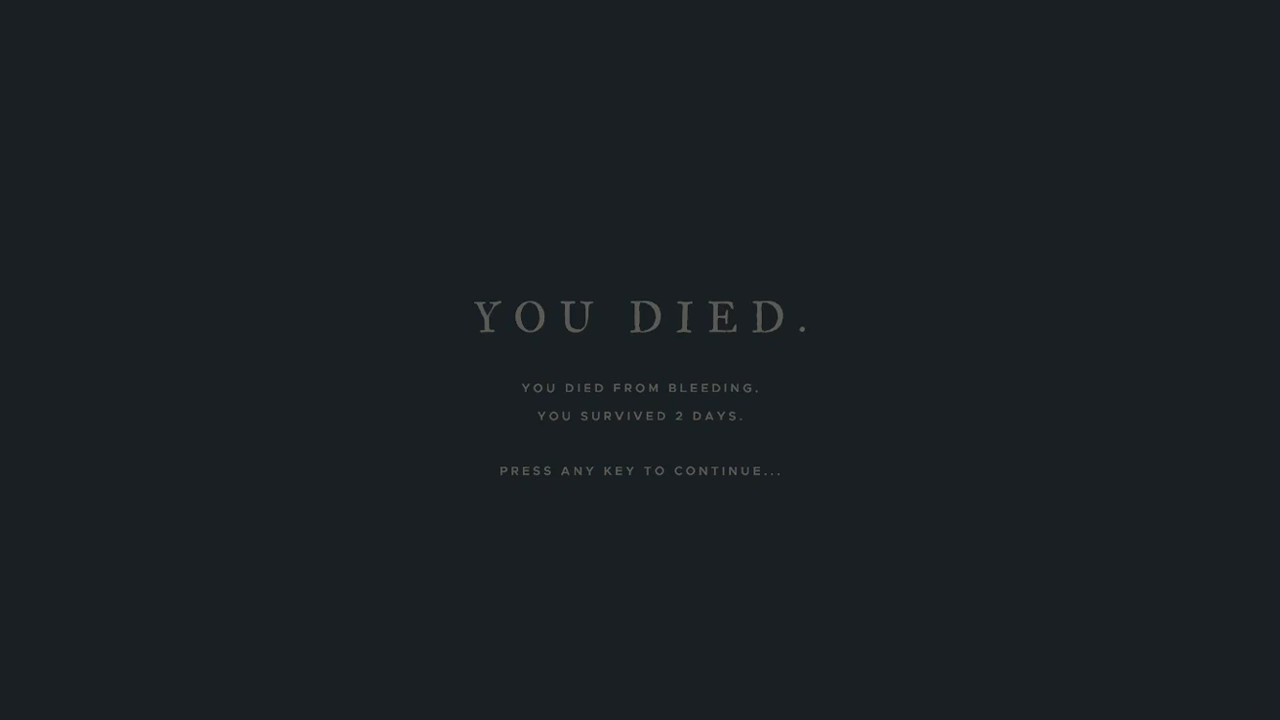 YOU DIED.
YOU DIED FROM BLEEDING.
YOU SURVIVED 2 DAYS.
PRESS ANY KEY TO CONTINUE...